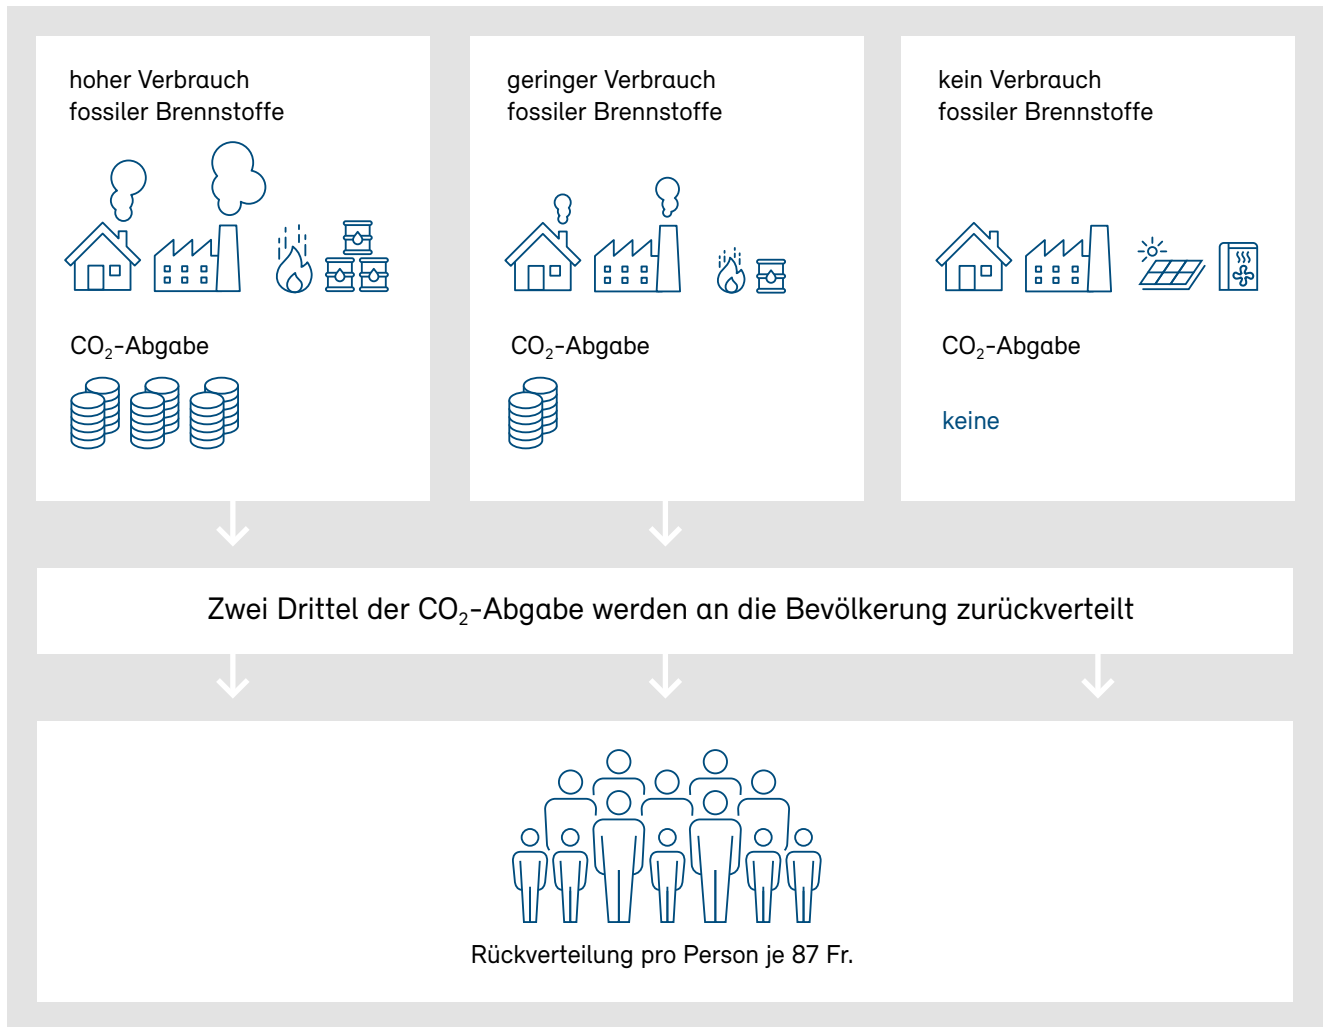 hoher Verbrauch
fossiler Brennstoffe
CO₂-Abgabe
geringer Verbrauch
fossiler Brennstoffe
CO₂-Abgabe
kein Verbrauch
fossiler Brennstoffe
CO₂-Abgabe
keine
Zwei Drittel der CO₂-Abgabe werden an die Bevölkerung zurückverteilt
Rückverteilung pro Person je 87 Fr.